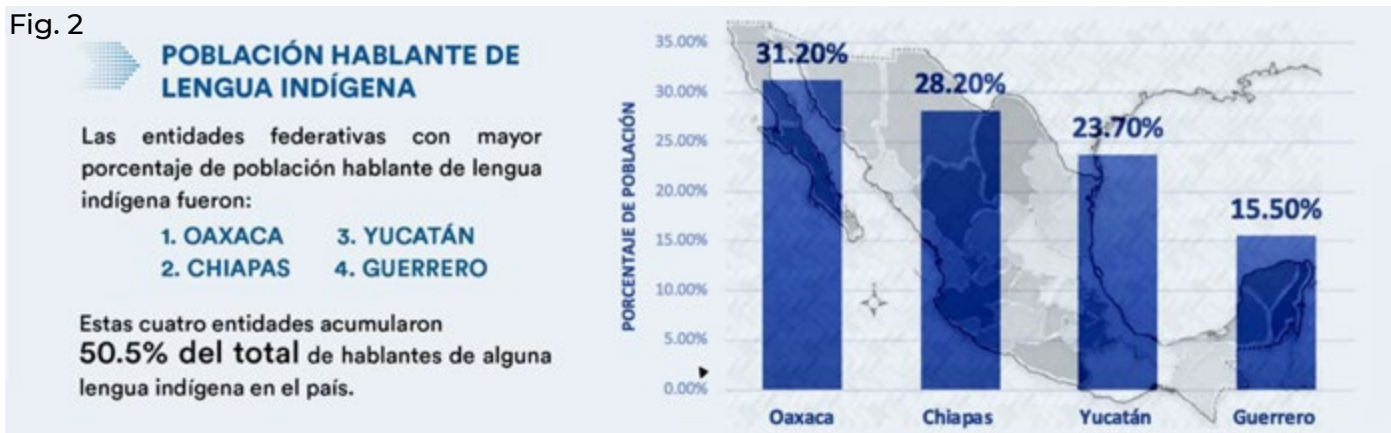 Fig. 2
POBLACIÓN HABLANTE DE
LENGUA INDÍGENA
Las entidades federativas con mayor
porcentaje de población hablante de lengua
indígena fueron:
1. OAXACA 3. YUCATÁN
2. CHIAPAS 4. GUERRERO
Estas cuatro entidades acumularon
50.5% del total de hablantes de alguna
lengua indígena en el país.
PORCENTAJE DE POBLACIÓN
35.00%
30.00%
25.00%
20.00%
15.00%
10.00%
5.00%
0.00%
31.20%
28.20%
23.70%
15.50%
Oaxaca Chiapas Yucatán Guerrero